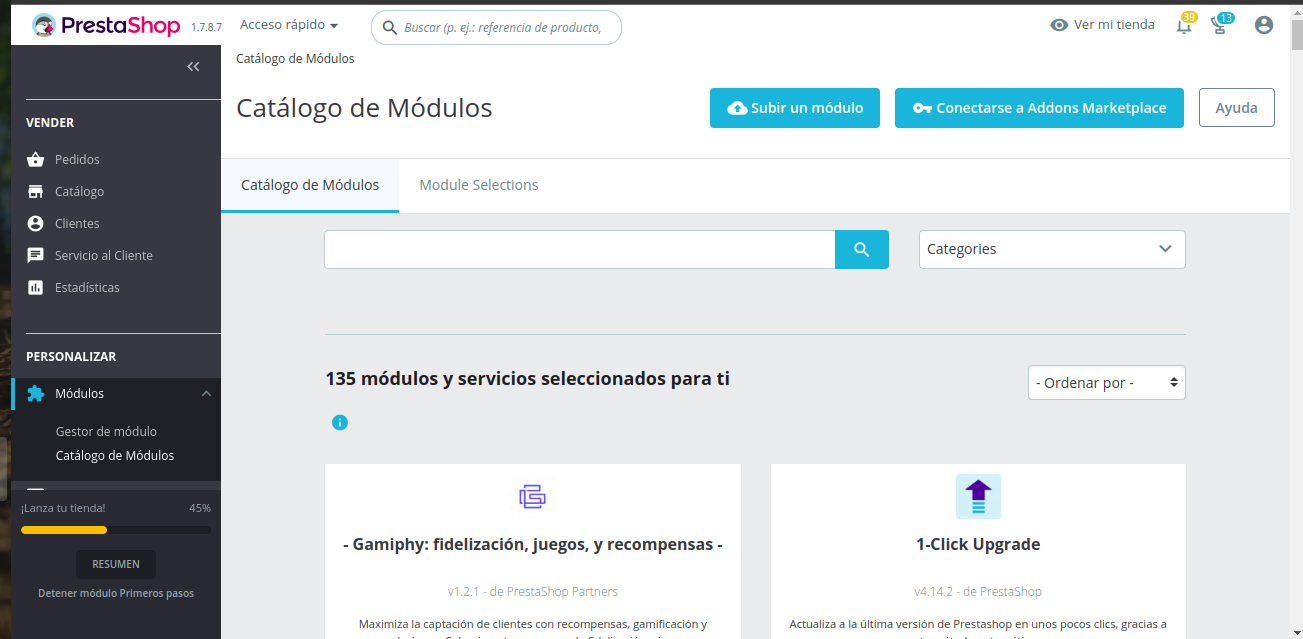 PrestaShop 1.7.8.7 Acceso rápido Buscar (p. ej.: referencia de producto, Ver mi tienda 39 13
Catálogo de Módulos
Catálogo de Módulos Subir un módulo Conectarse a Addons Marketplace Ayuda
VENDER
Pedidos
Catálogo
Clientes
Servicio al Cliente
Estadísticas
PERSONALIZAR
Módulos
Gestor de módulo
Catálogo de Módulos
¡Lanza tu tienda! 45%
RESUMEN
Detener módulo Primeros pasos
Catálogo de Módulos Module Selections
Categories
135 módulos y servicios seleccionados para ti
- Ordenar por -
- Gamiphy: fidelización, juegos, y recompensas -
v1.2.1 - de PrestaShop Partners
Maximiza la captación de clientes con recompensas, gamificación y
1-Click Upgrade
v4.14.2 - de PrestaShop
Actualiza a la última versión de Prestashop en unos pocos clics, gracias a